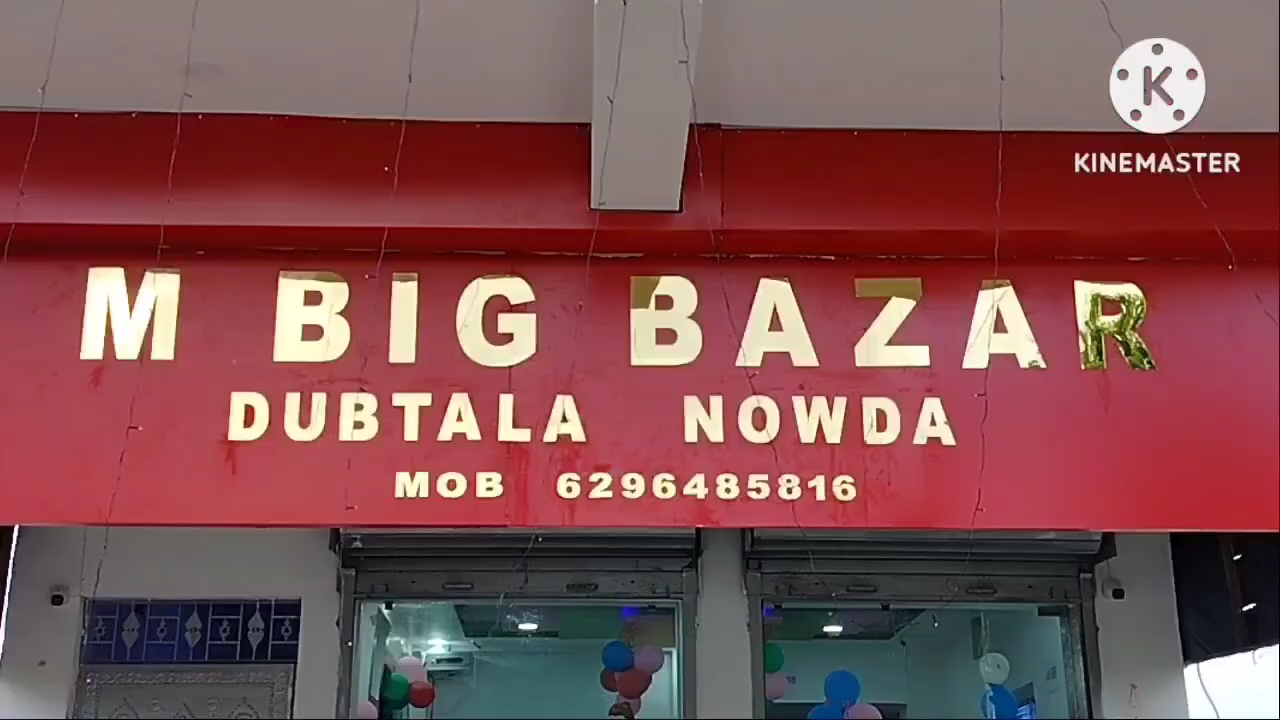 K
KINEMASTER
M BIG BAZAR
DUBTALA NOWDA
MOB 6296485816